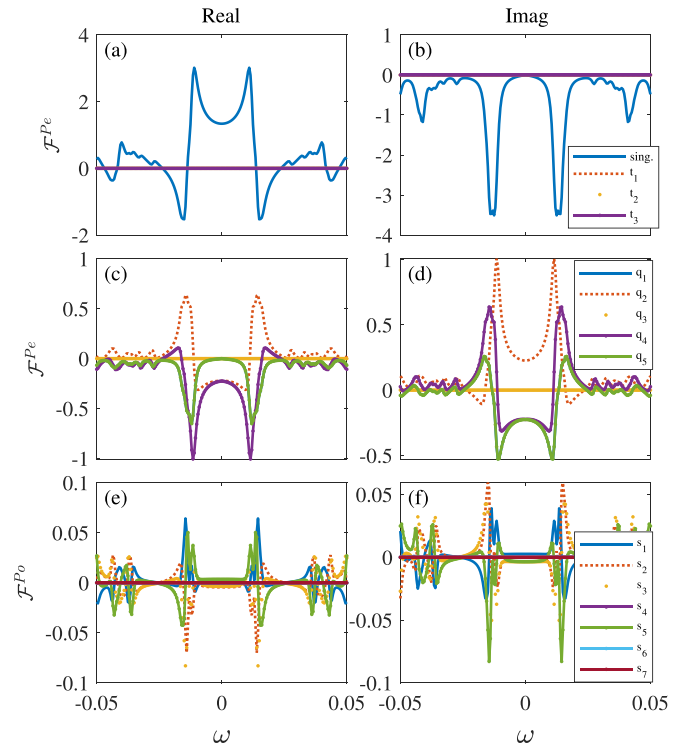 Real
Imag
(a)
4
2
0
-2
F^{Pe}
(b)
1
0
-1
-2
-3
-4
sing.
t_1
t_2
t_3
(c)
1
0.5
0
-0.5
-1
F^{Pe}
(d)
1
0.5
0
-0.5
q_1
q_2
q_3
q_4
q_5
(e)
0.1
0.05
0
-0.05
-0.1
F^{Po}
-0.05
0
0.05
ω
(f)
0.05
0
-0.05
-0.1
-0.05
0
0.05
ω
s_1
s_2
s_3
s_4
s_5
s_6
s_7